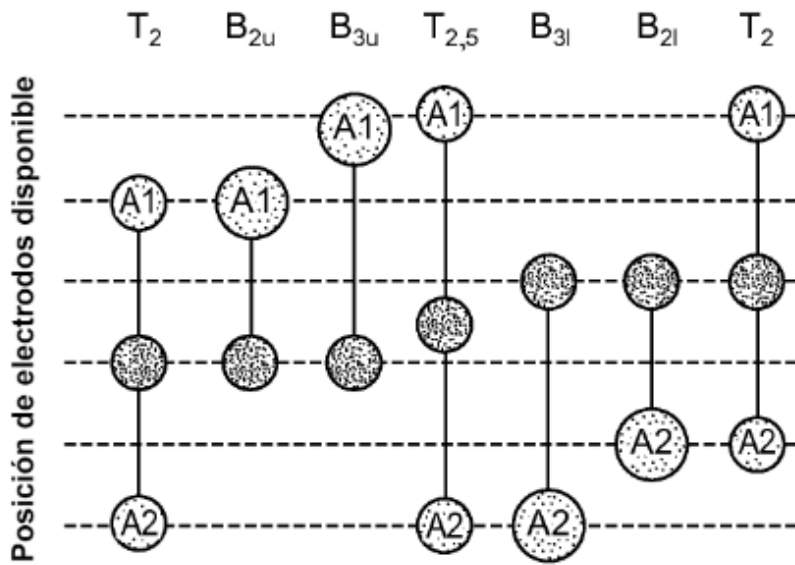 T₂ B₂ᵤ B₃ᵤ T₂,₅ B₃ₗ B₂ₗ T₂
Posición de electrodos disponible
A1 A1 A1 A1 A1
A2 A2 A2 A2 A2